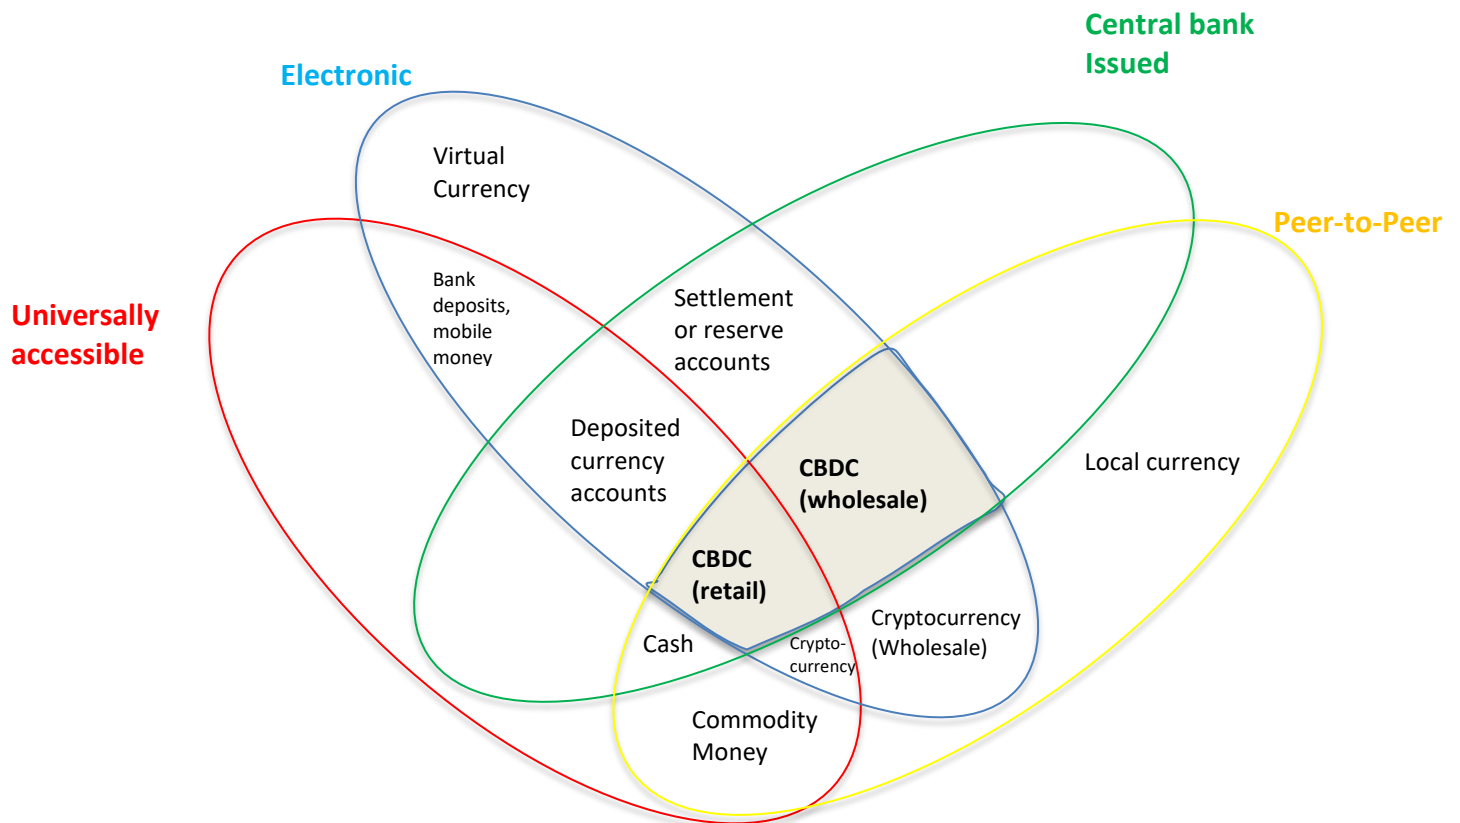 Central bank
Issued
Electronic
Virtual
Currency
Peer-to-Peer
Bank
deposits,
mobile
money
Settlement
or reserve
accounts
Universally
accessible
Deposited
currency
accounts
CBDC
(wholesale)
Local currency
CBDC
(retail)
Cash
Crypto-
currency
Cryptocurrency
(Wholesale)
Commodity
Money